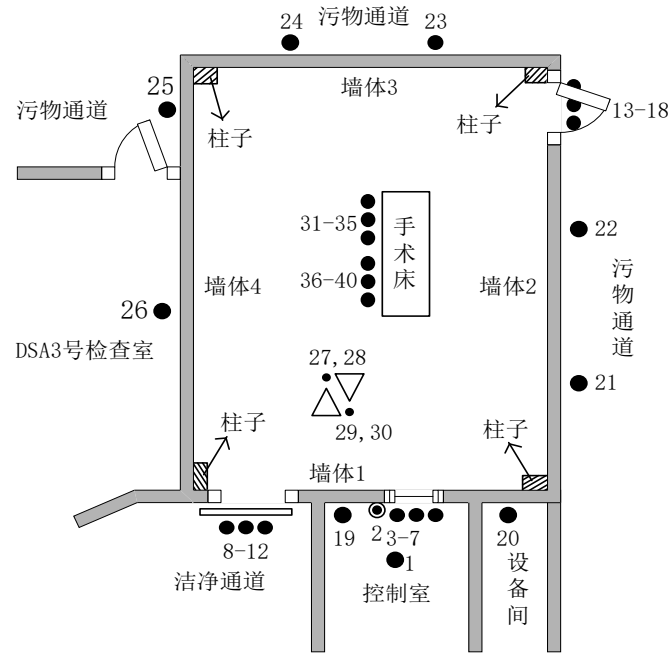 污物通道
24
23
25
墙体3
污物通道
柱子
柱子
13-18
31-35
手术床
22
36-40
墙体4
墙体2
污物通道
26
DSA3号检查室
27,28
21
29,30
柱子
柱子
墙体1
8-12
19
2
3-7
20
1
洁净通道
控制室
设备间